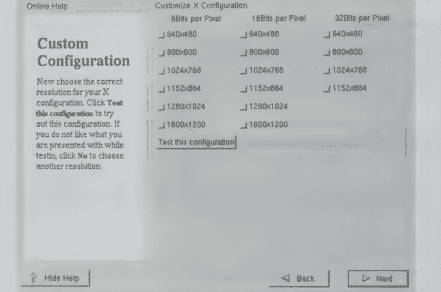 Online Help
Customize X Configuration
8Bits per Pixel 16Bits per Pixel 32Bits per Pixel
640x480 640x480 640x480
800x600 800x600 800x600
1024x768 1024x768 1024x768
1152x864 1152x864 1152x864
1280x1024 1280x1024
1600x1200 1600x1200
Test this configuration
Custom
Configuration
Now choose the correct
resolution for your X
configuration. Click Test
this configuration to try
out this configuration. If
you do not like what you
are presented with while
testin, click No to choose
another resolution.
Hide Help
Back
Next